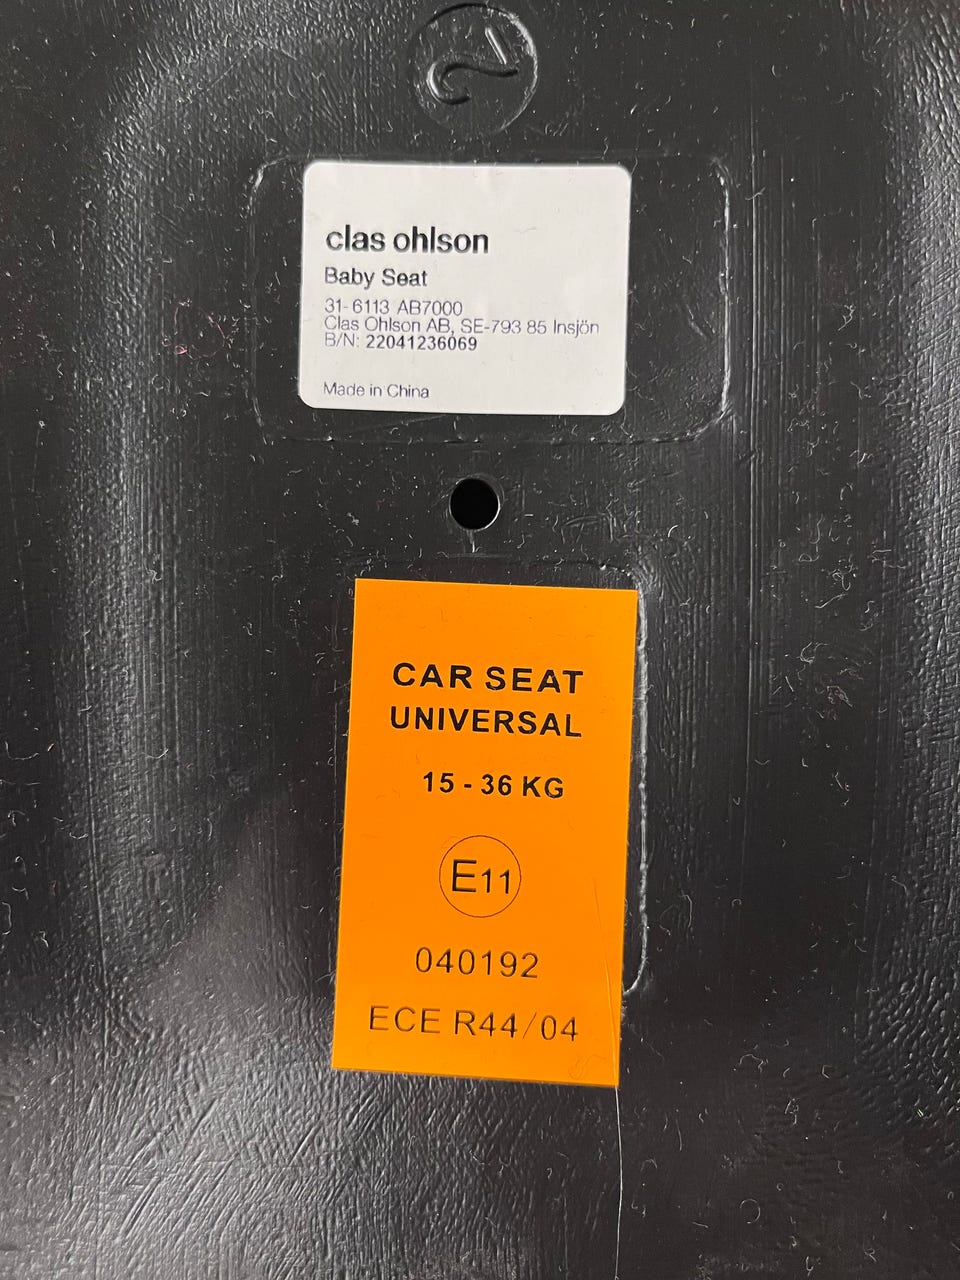 clas ohlson
Baby Seat
31-6113 AB7000
Clas Ohlson AB, SE-793 85 Insjön
B/N: 22041236069
Made in China
CAR SEAT
UNIVERSAL
15 - 36 KG
E11
040192
ECE R44/04